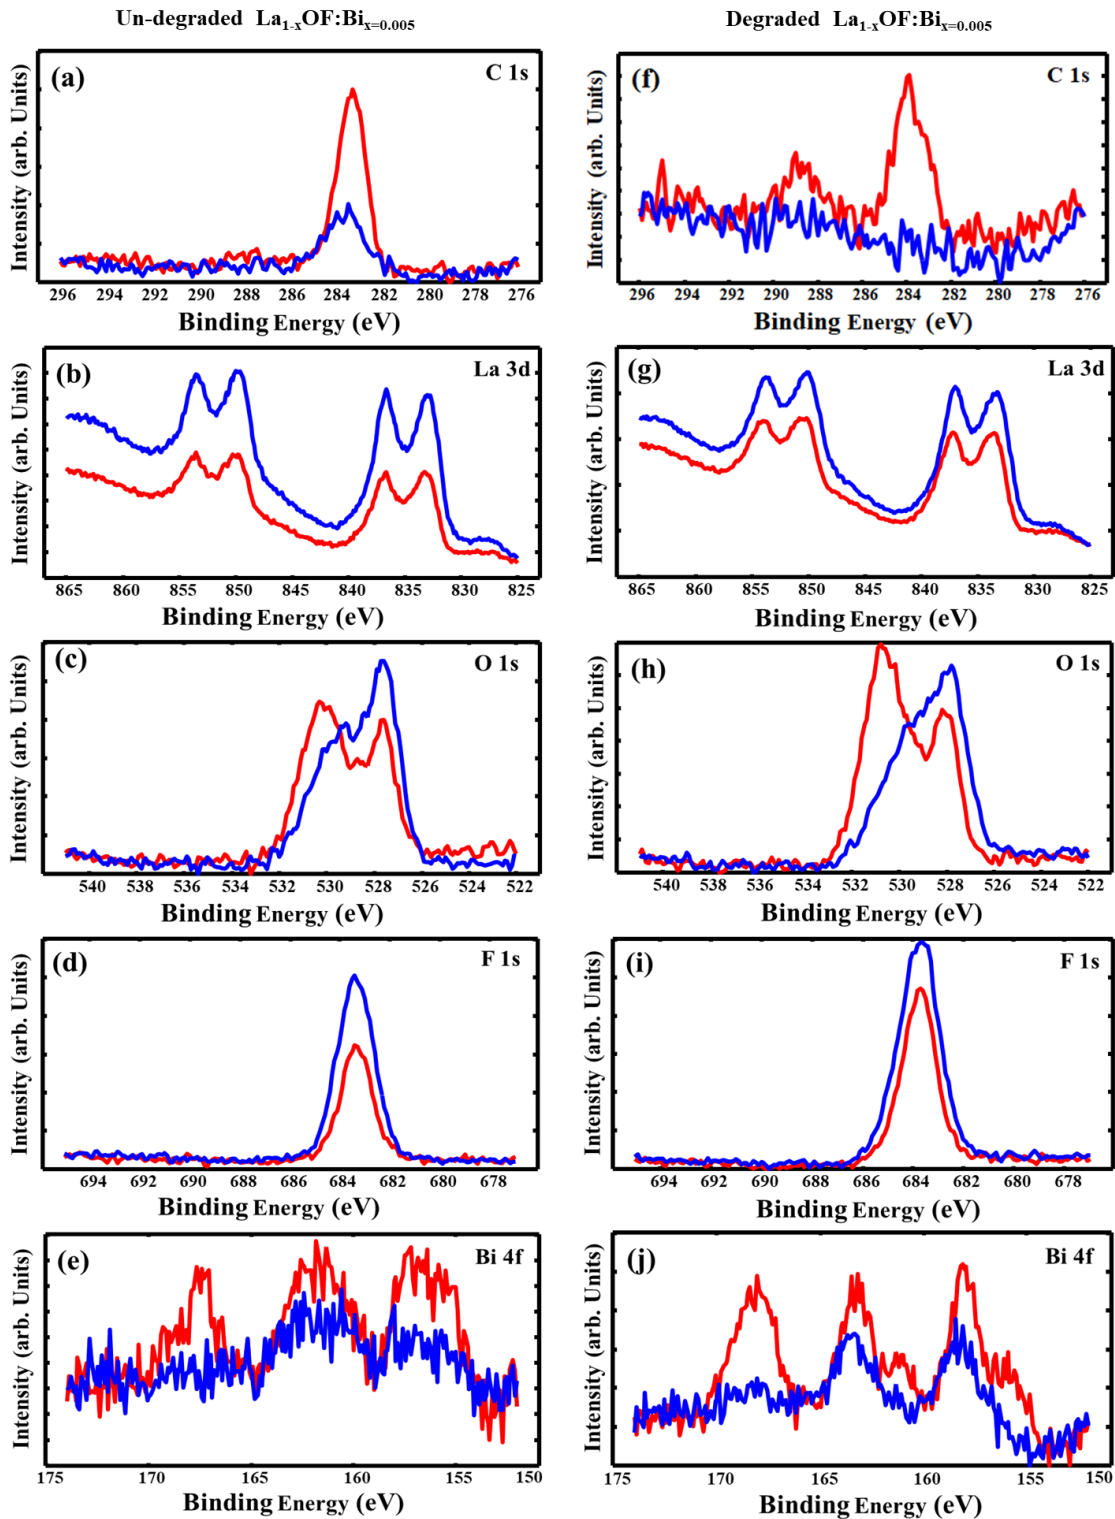 Un-degraded La1-xOF:Bix=0.005
Degraded La1-xOF:Bix=0.005
(a)
C 1s
Intensity (arb. Units)
296 294 292 290 288 286 284 282 280 278 276
Binding Energy (eV)
(f)
C 1s
Intensity (arb. Units)
296 294 292 290 288 286 284 282 280 278 276
Binding Energy (eV)
(b)
La 3d
Intensity (arb. Units)
865 860 855 850 845 840 835 830 825
Binding Energy (eV)
(g)
La 3d
Intensity (arb. Units)
865 860 855 850 845 840 835 830 825
Binding Energy (eV)
(c)
O 1s
Intensity (arb. Units)
540 538 536 534 532 530 528 526 524 522
Binding Energy (eV)
(h)
O 1s
Intensity (arb. Units)
540 538 536 534 532 530 528 526 524 522
Binding Energy (eV)
(d)
F 1s
Intensity (arb. Units)
694 692 690 688 686 684 682 680 678
Binding Energy (eV)
(i)
F 1s
Intensity (arb. Units)
694 692 690 688 686 684 682 680 678
Binding Energy (eV)
(e)
Bi 4f
Intensity (arb. Units)
175 170 165 160 155 150
Binding Energy (eV)
(j)
Bi 4f
Intensity (arb. Units)
175 170 165 160 155 150
Binding Energy (eV)